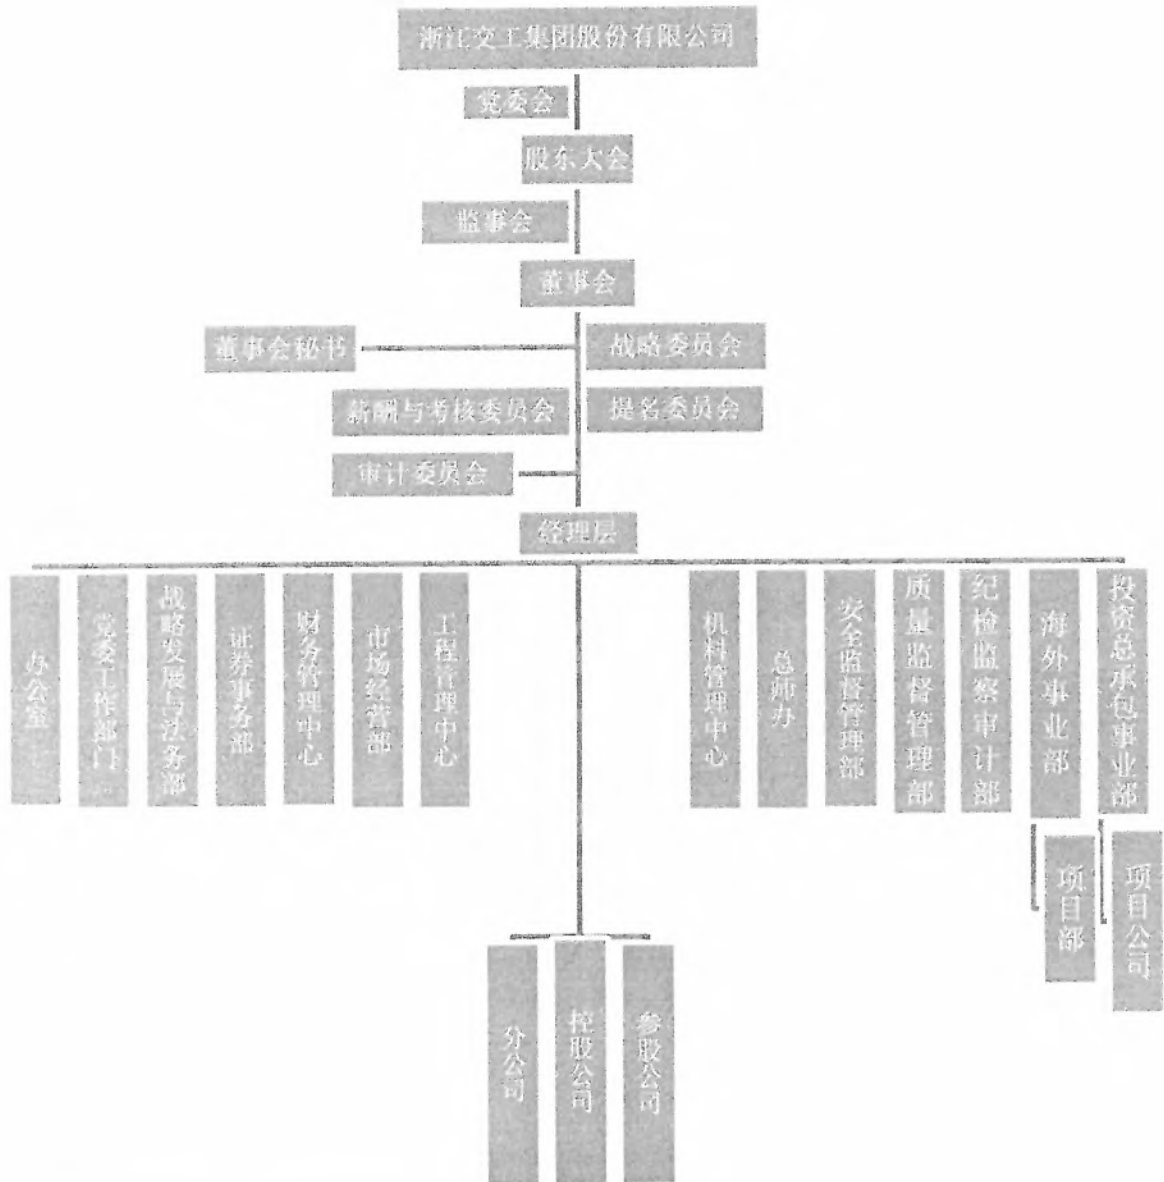 浙江交工集团股份有限公司
党委会
股东大会
监事会
董事会
董事会秘书
战略委员会
薪酬与考核委员会
提名委员会
审计委员会
经理层
办公室
党委工作部门
战略发展与法务部
证券事务部
财务管理中心
市场经营部
工程管理中心
机料管理中心
总师办
安全监督管理部
质量监督管理部
纪检监察审计部
海外事业部
投资总承包事业部
项目部
项目公司
分公司
控股公司
参股公司